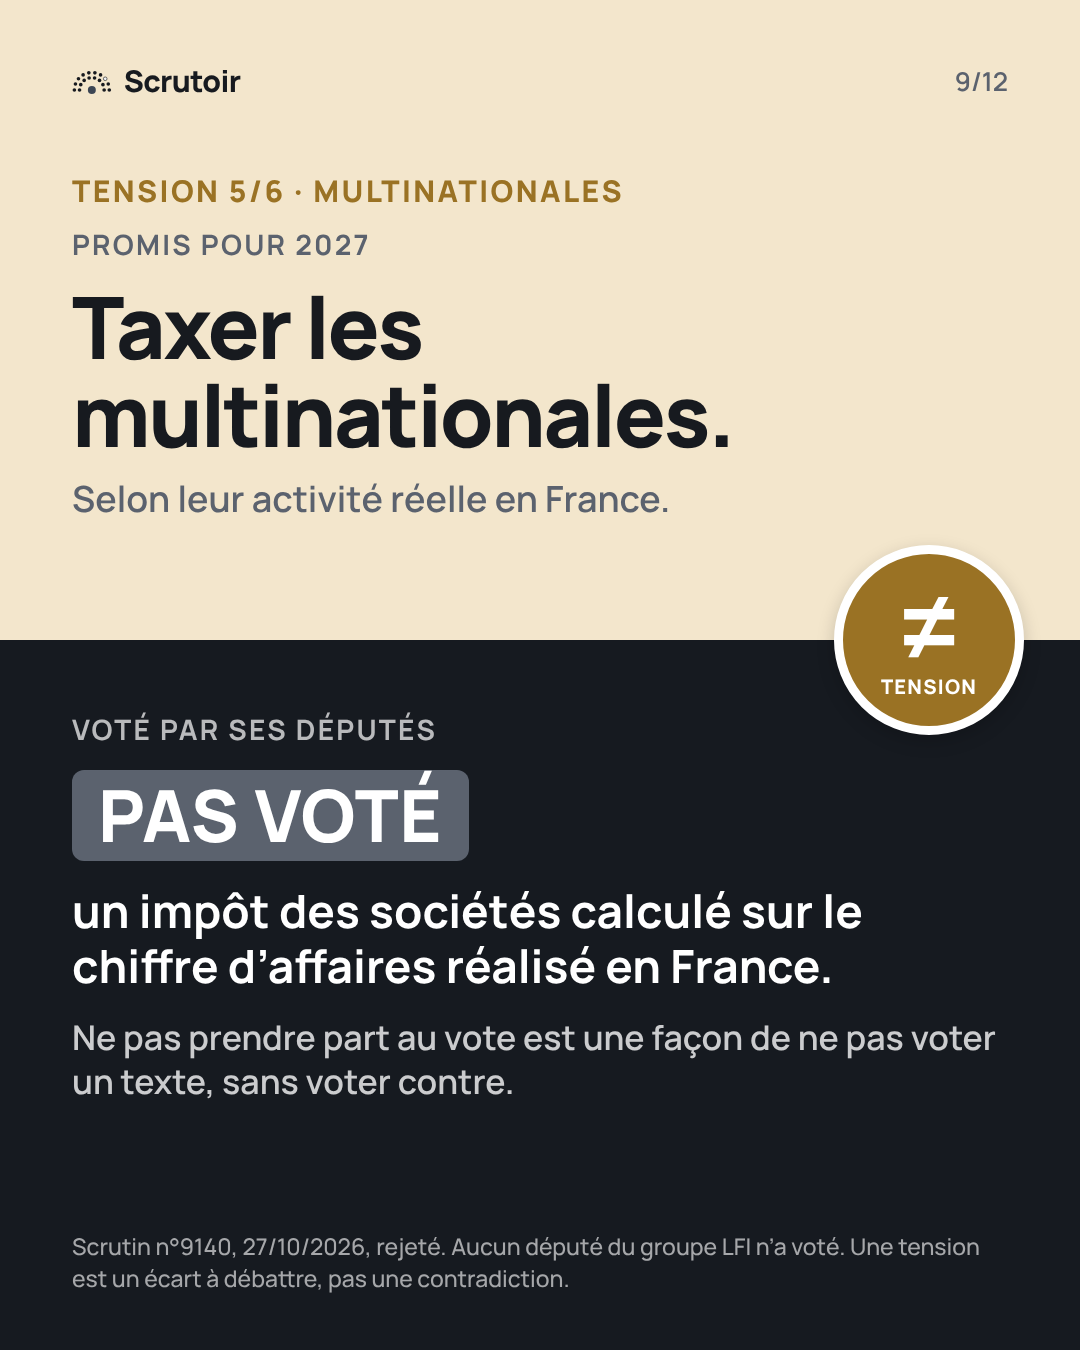 Scrutoir
9/12
TENSION 5/6 · MULTINATIONALES
PROMIS POUR 2027
Taxer les
multinationales.
Selon leur activité réelle en France.
≠
TENSION
VOTÉ PAR SES DÉPUTÉS
PAS VOTÉ
un impôt des sociétés calculé sur le
chiffre d’affaires réalisé en France.
Ne pas prendre part au vote est une façon de ne pas voter
un texte, sans voter contre.
Scrutin n°9140, 27/10/2026, rejeté. Aucun député du groupe LFI n’a voté. Une tension
est un écart à débattre, pas une contradiction.